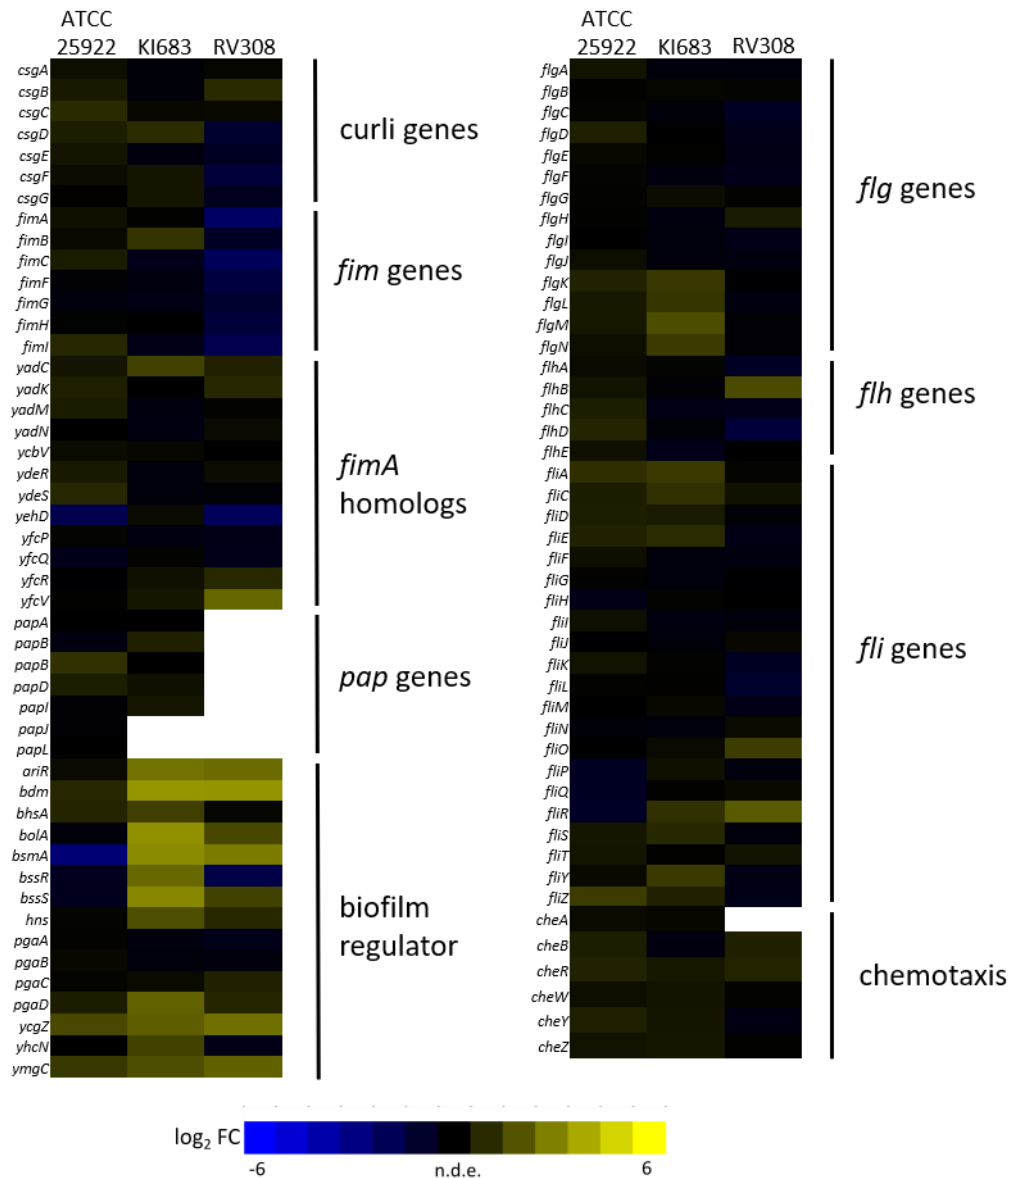 ATCC
25922 KI683 RV308
csgA
csgB
csgC
csgD
csgE
csgF
csgG
curli genes
fimA
fimB
fimC
fimF
fimG
fimH
fimI
fim genes
yadC
yadK
yadM
yadN
ycbV
ydeR
ydeS
yehD
yfcP
yfcQ
yfcR
yfcV
fimA
homologs
papA
papB
papB
papD
papI
papJ
papL
pap genes
ariR
bdm
bhsA
bolA
bsmA
bssR
bssS
hns
pgaA
pgaB
pgaC
pgaD
ycgZ
yhcN
ymgC
biofilm
regulator
ATCC
25922 KI683 RV308
flgA
flgB
flgC
flgD
flgE
flgF
flgG
flgH
flgI
flgJ
flgK
flgL
flgM
flgN
flg genes
flhA
flhB
flhC
flhD
flhE
flh genes
fliA
fliC
fliD
fliE
fliF
fliG
fliH
fliI
fliJ
fliK
fliL
fliM
fliN
fliO
fliP
fliQ
fliR
fliS
fliT
fliY
fliZ
fli genes
cheA
cheB
cheR
cheW
cheY
cheZ
chemotaxis
log₂ FC
-6 n.d.e. 6